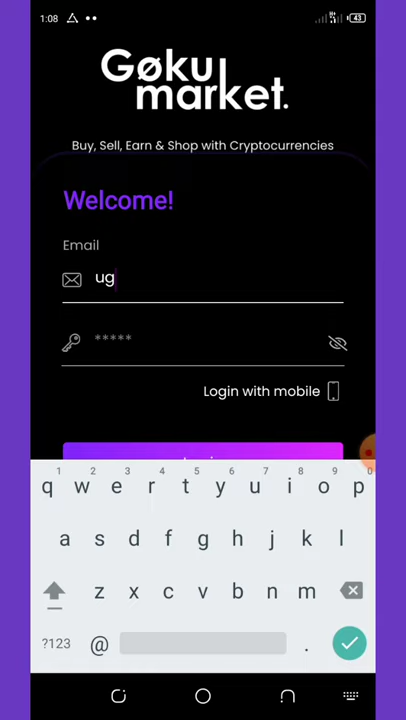 1:08
43
Gøku
market.
Buy, Sell, Earn & Shop with Cryptocurrencies
Welcome!
Email
ug
*****
Login with mobile
1 2 3 4 5 6 7 8 9 0
q w e r t y u i o p
a s d f g h j k l
z x c v b n m
?123 @ .